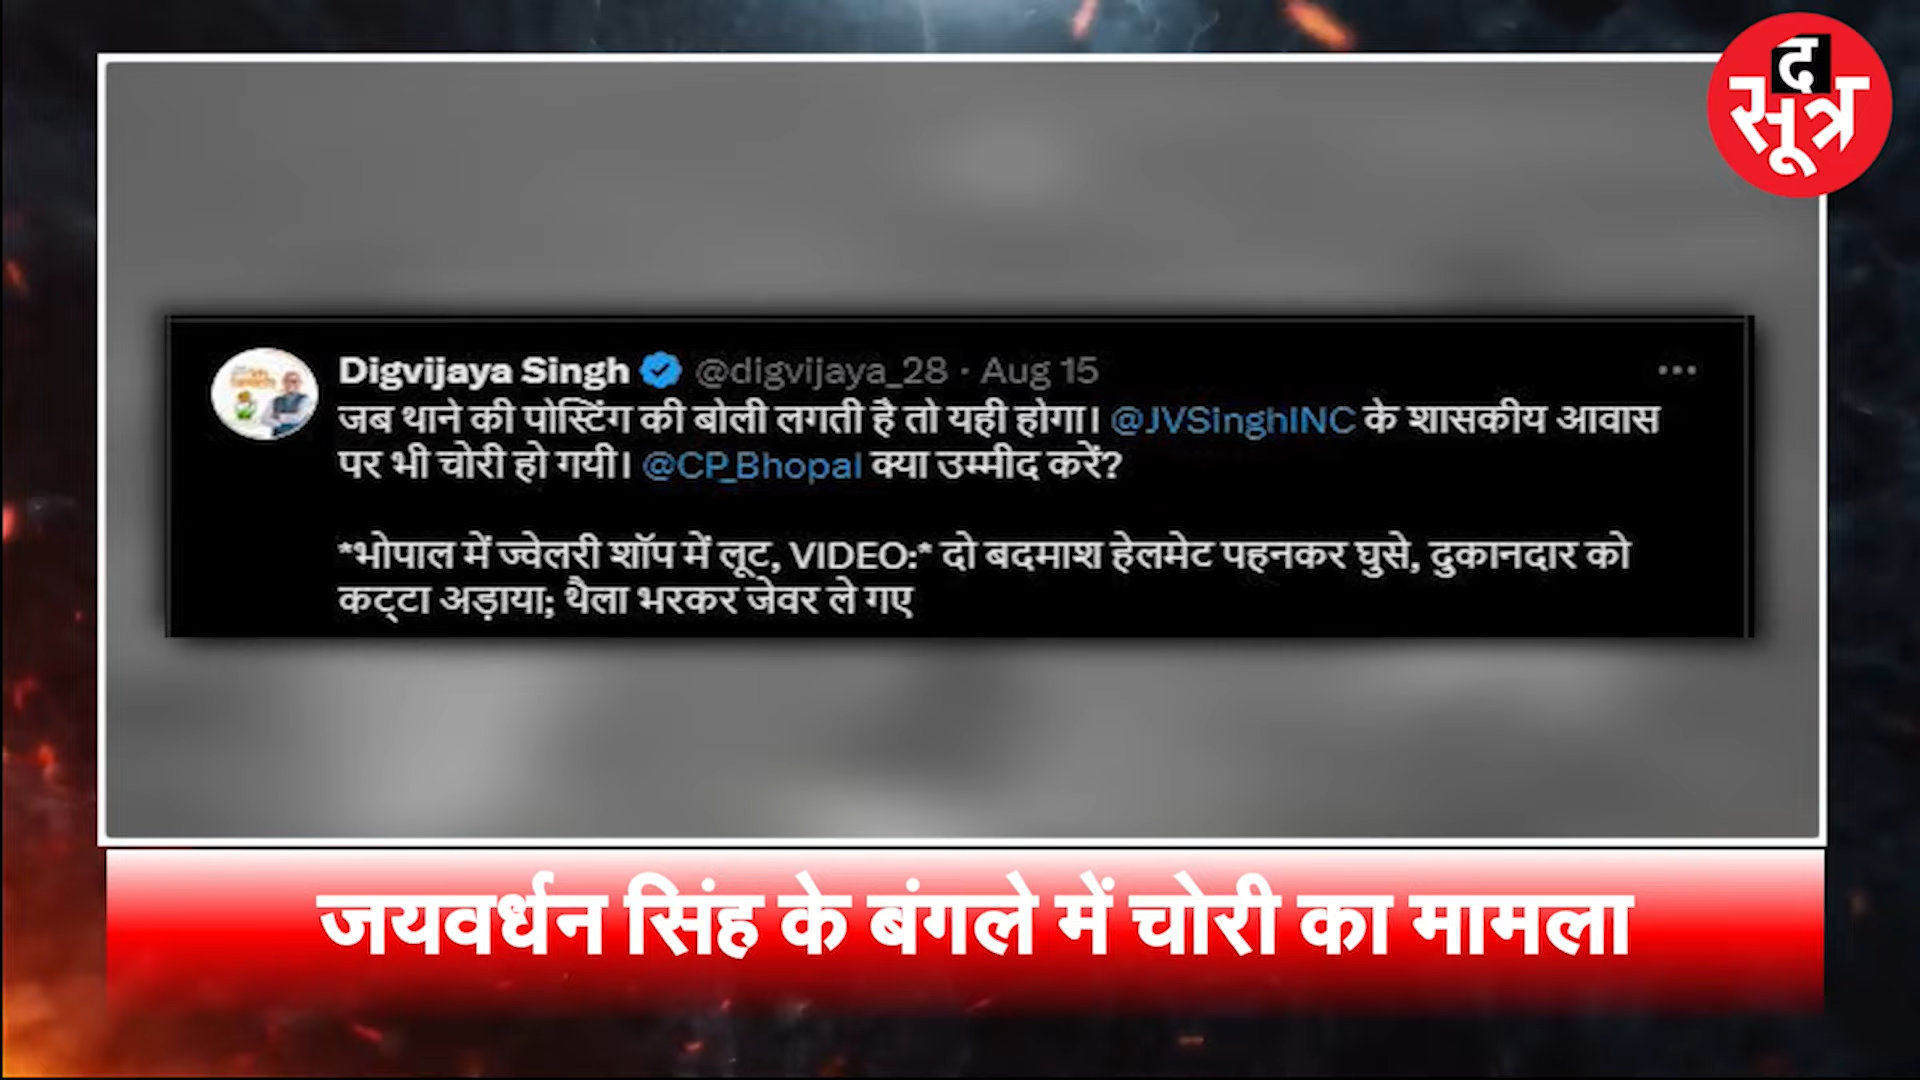 द
सूत्र
Digvijaya Singh @digvijaya_28 · Aug 15
जब थाने की पोस्टिंग की बोली लगती है तो यही होगा। @JVSinghINC के शासकीय आवास
पर भी चोरी हो गयी। @CP_Bhopal क्या उम्मीद करें?
*भोपाल में ज्वेलरी शॉप में लूट, VIDEO:* दो बदमाश हेलमेट पहनकर घुसे, दुकानदार को
कट्टा अड़ाया; थैला भरकर जेवर ले गए
जयवर्धन सिंह के बंगले में चोरी का मामला